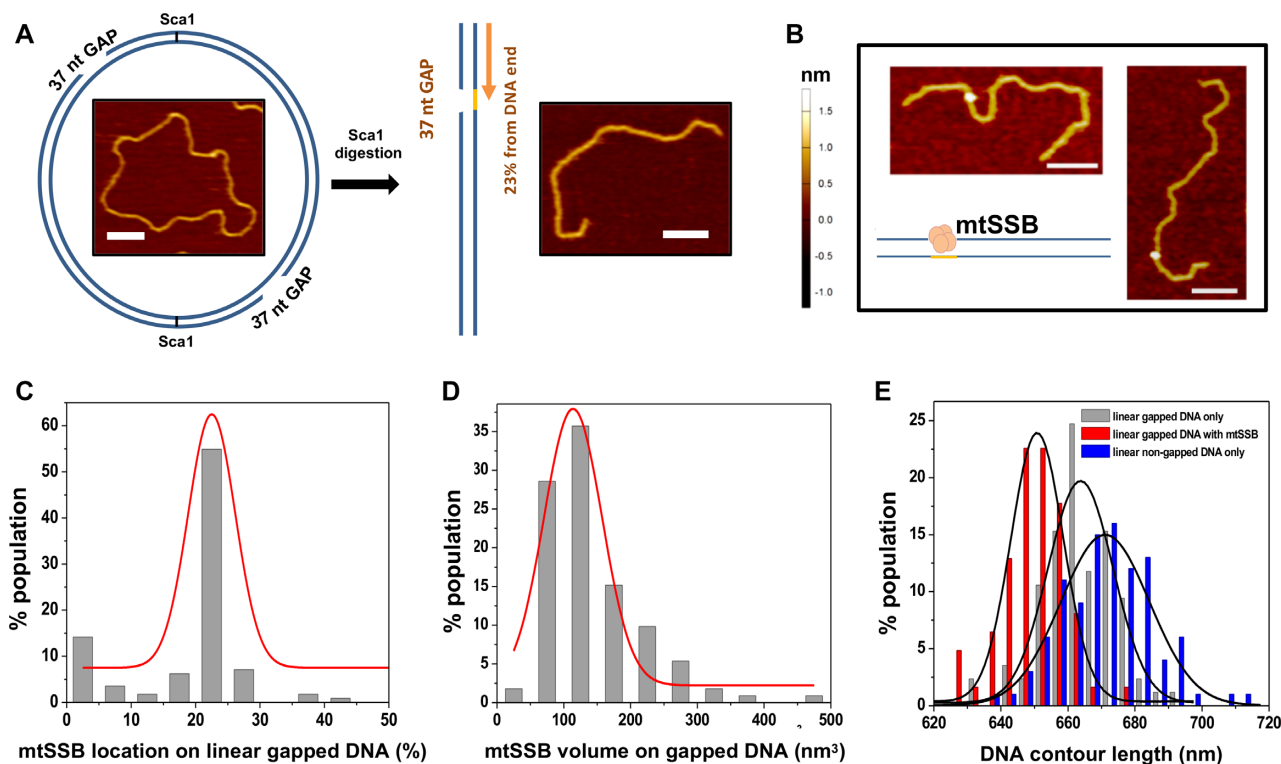 A
Sca1
37 nt GAP
37 nt GAP
Sca1
Sca1
digestion
37 nt GAP
23% from DNA end
B
nm
1.5
1.0
0.5
0.0
-0.5
-1.0
mtSSB
C
60
50
40
30
20
10
0
% population
0
10
20
30
40
50
mtSSB location on linear gapped DNA (%)
D
35
30
25
20
15
10
5
0
% population
0
100
200
300
400
500
mtSSB volume on gapped DNA (nm³)
E
linear gapped DNA only
linear gapped DNA with mtSSB
linear non-gapped DNA only
25
20
15
10
5
0
% population
620
640
660
680
700
720
DNA contour length (nm)